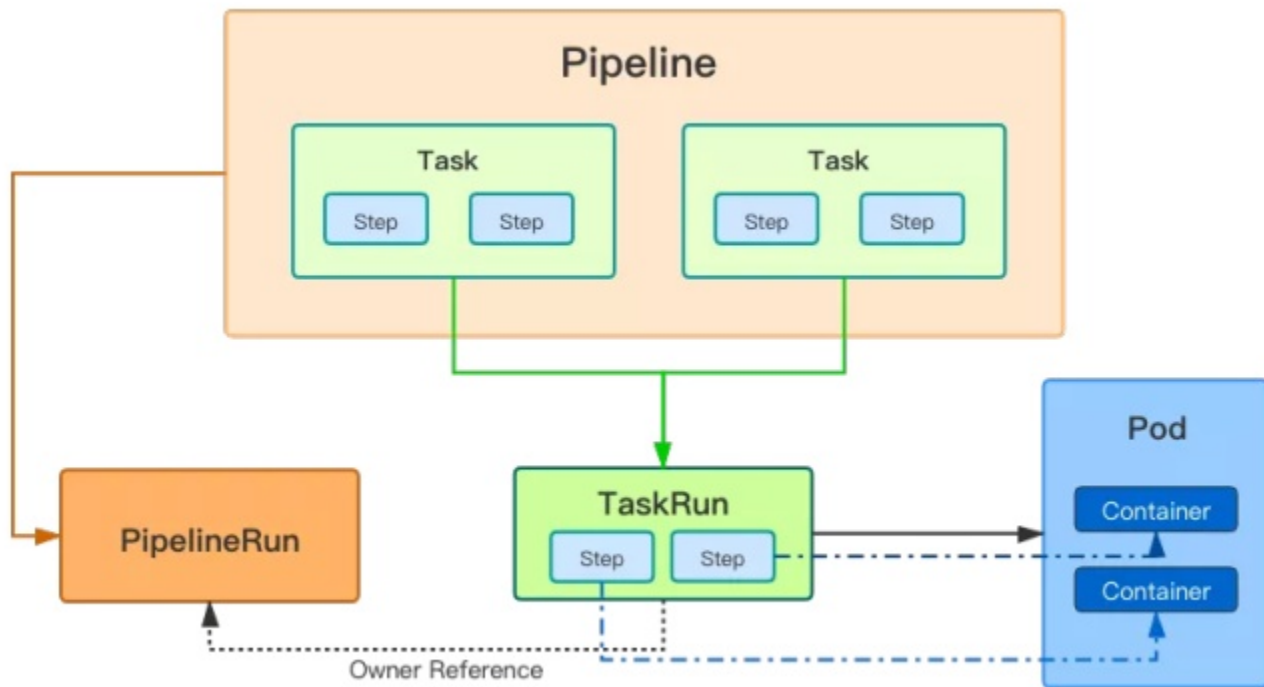 Pipeline
Task
Task
Step
Step
Step
Step
Pod
PipelineRun
TaskRun
Container
Step
Step
Container
Owner Reference